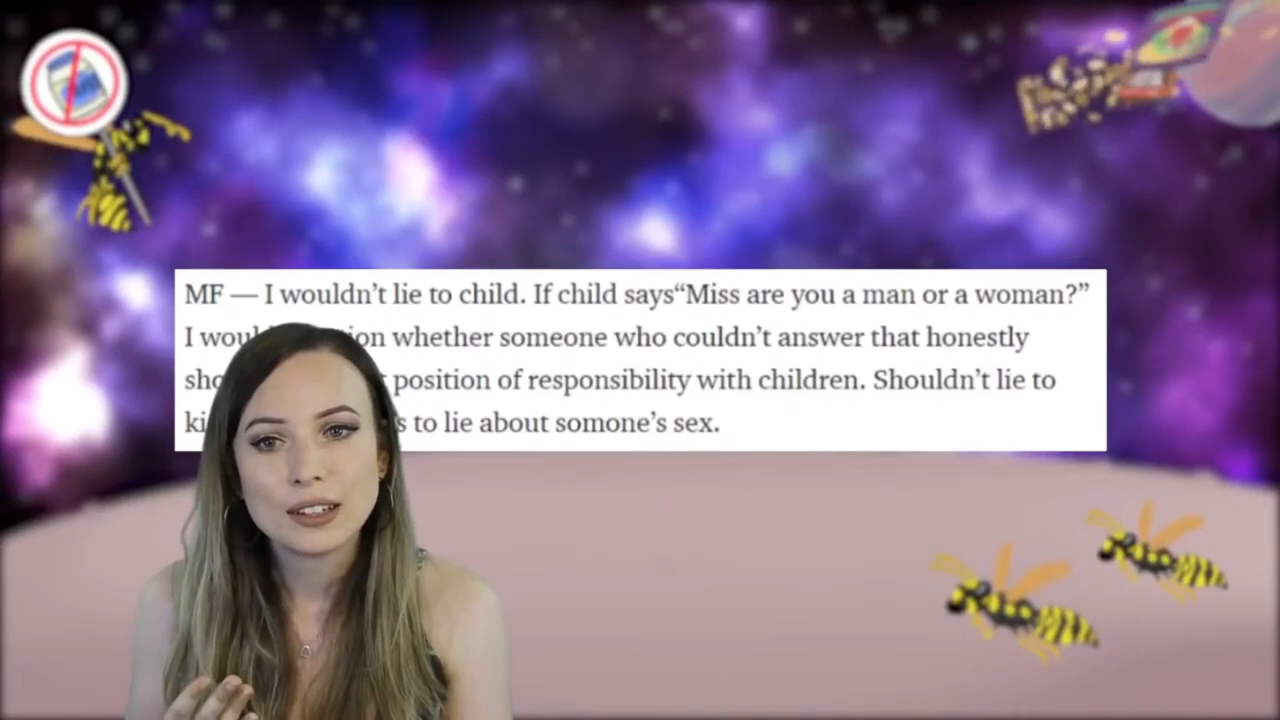 MF — I wouldn’t lie to child. If child says“Miss are you a man or a woman?”
I whether someone who couldn’t answer that honestly
position of responsibility with children. Shouldn’t lie to
to lie about somone’s sex.